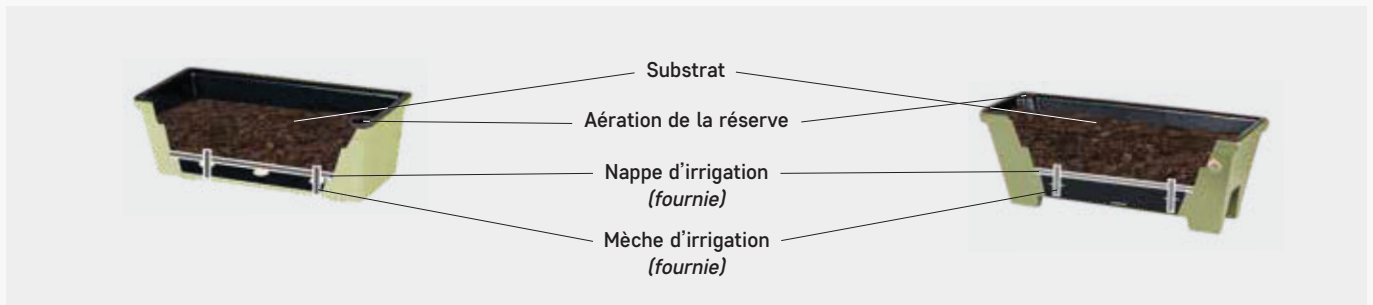 Substrat
Aération de la réserve
Nappe d’irrigation
(fournie)
Mèche d’irrigation
(fournie)